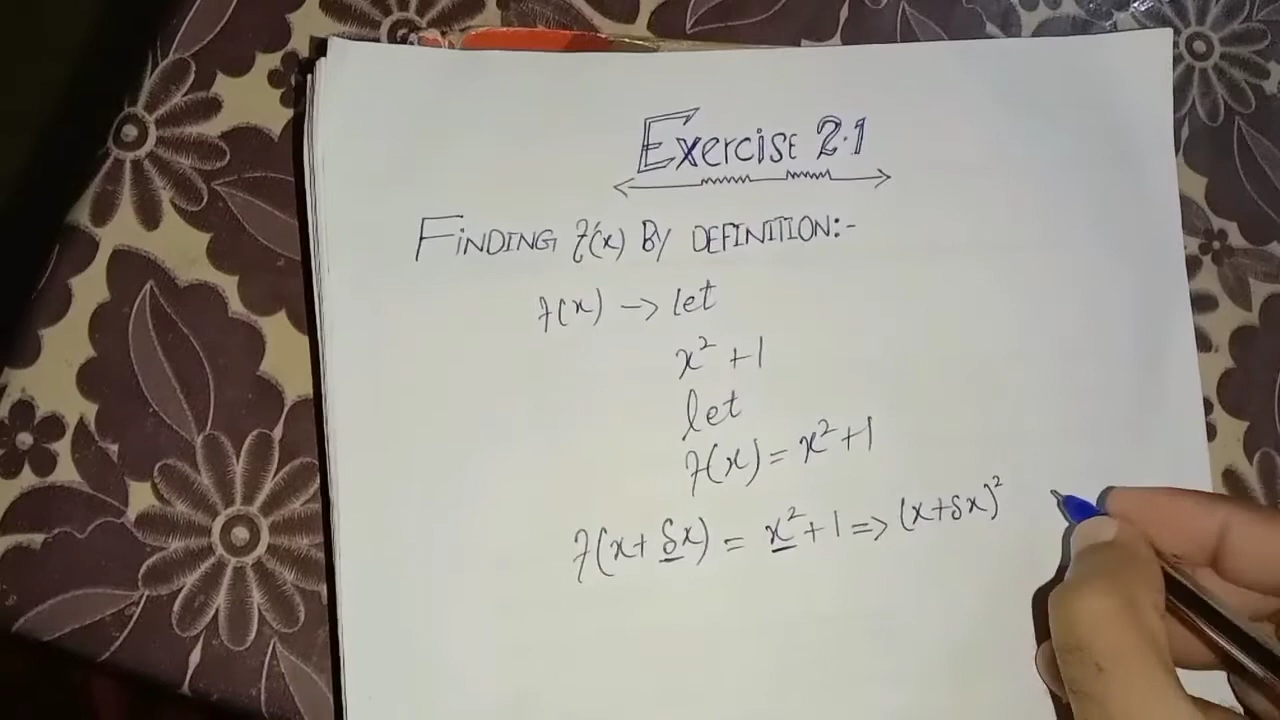 Exercise 2.1
FINDING f'(x) BY DEFINITION:-
f(x) → let
x² + 1
let
f(x) = x² + 1
f(x + δx) = x² + 1 => (x + δx)²